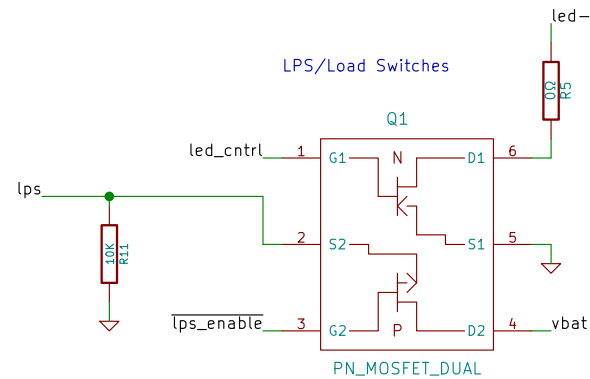 led-
LPS/Load Switches
0Ω
R5
Q1
led_cntrl
1
G1
N
D1
6
lps
10K
R11
2
S2
S1
5
lps_enable
3
G2
P
D2
4
vbat
PN_MOSFET_DUAL